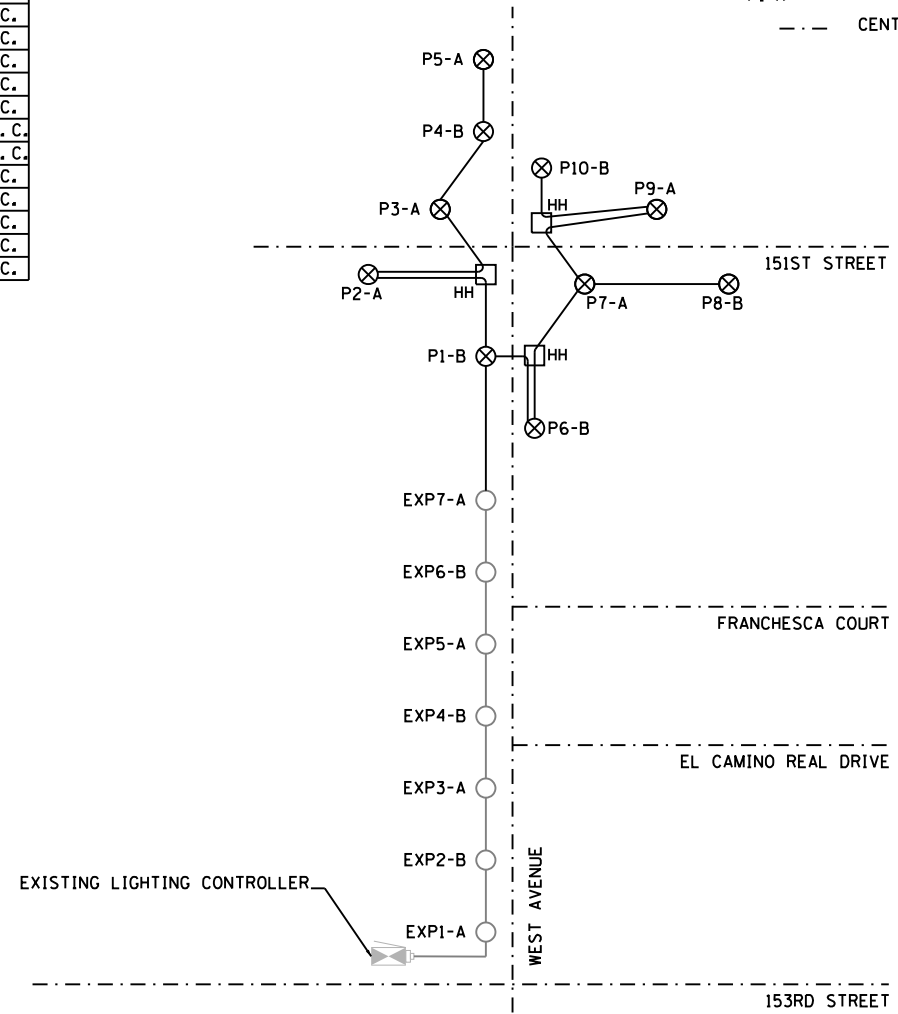 C.
C.
C.
C.
C.
.C.
.C.
C.
C.
C.
C.
C.
CENT
P5-A
P4-B
P10-B
P9-A
P3-A
HH
151ST STREET
P2-A
HH
P7-A
P8-B
P1-B
HH
P6-B
EXP7-A
EXP6-B
FRANCHESCA COURT
EXP5-A
EXP4-B
EL CAMINO REAL DRIVE
EXP3-A
EXP2-B
WEST AVENUE
EXISTING LIGHTING CONTROLLER
EXP1-A
153RD STREET